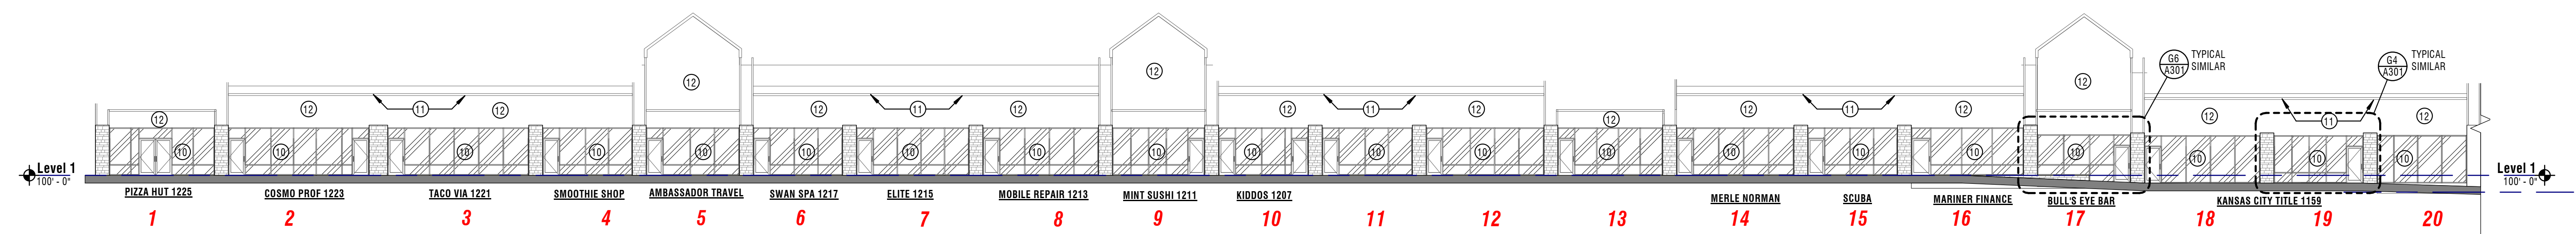 G6
A301
TYPICAL
SIMILAR
G4
A301
TYPICAL
SIMILAR
12 12 11 12 12 12 11 12 12 12 11 12 12 12 11 12 12 12 11 12
10 10 10 10 10 10 10 10 10 10 10 10 10 10 10 10 10 10 10 10
Level 1
100' - 0"
Level 1
100' - 0"
PIZZA HUT 1225
COSMO PROF 1223
TACO VIA 1221
SMOOTHIE SHOP
AMBASSADOR TRAVEL
SWAN SPA 1217
ELITE 1215
MOBILE REPAIR 1213
MINT SUSHI 1211
KIDDOS 1207
MERLE NORMAN
SCUBA
MARINER FINANCE
BULL'S EYE BAR
KANSAS CITY TITLE 1159
1 2 3 4 5 6 7 8 9 10 11 12 13 14 15 16 17 18 19 20